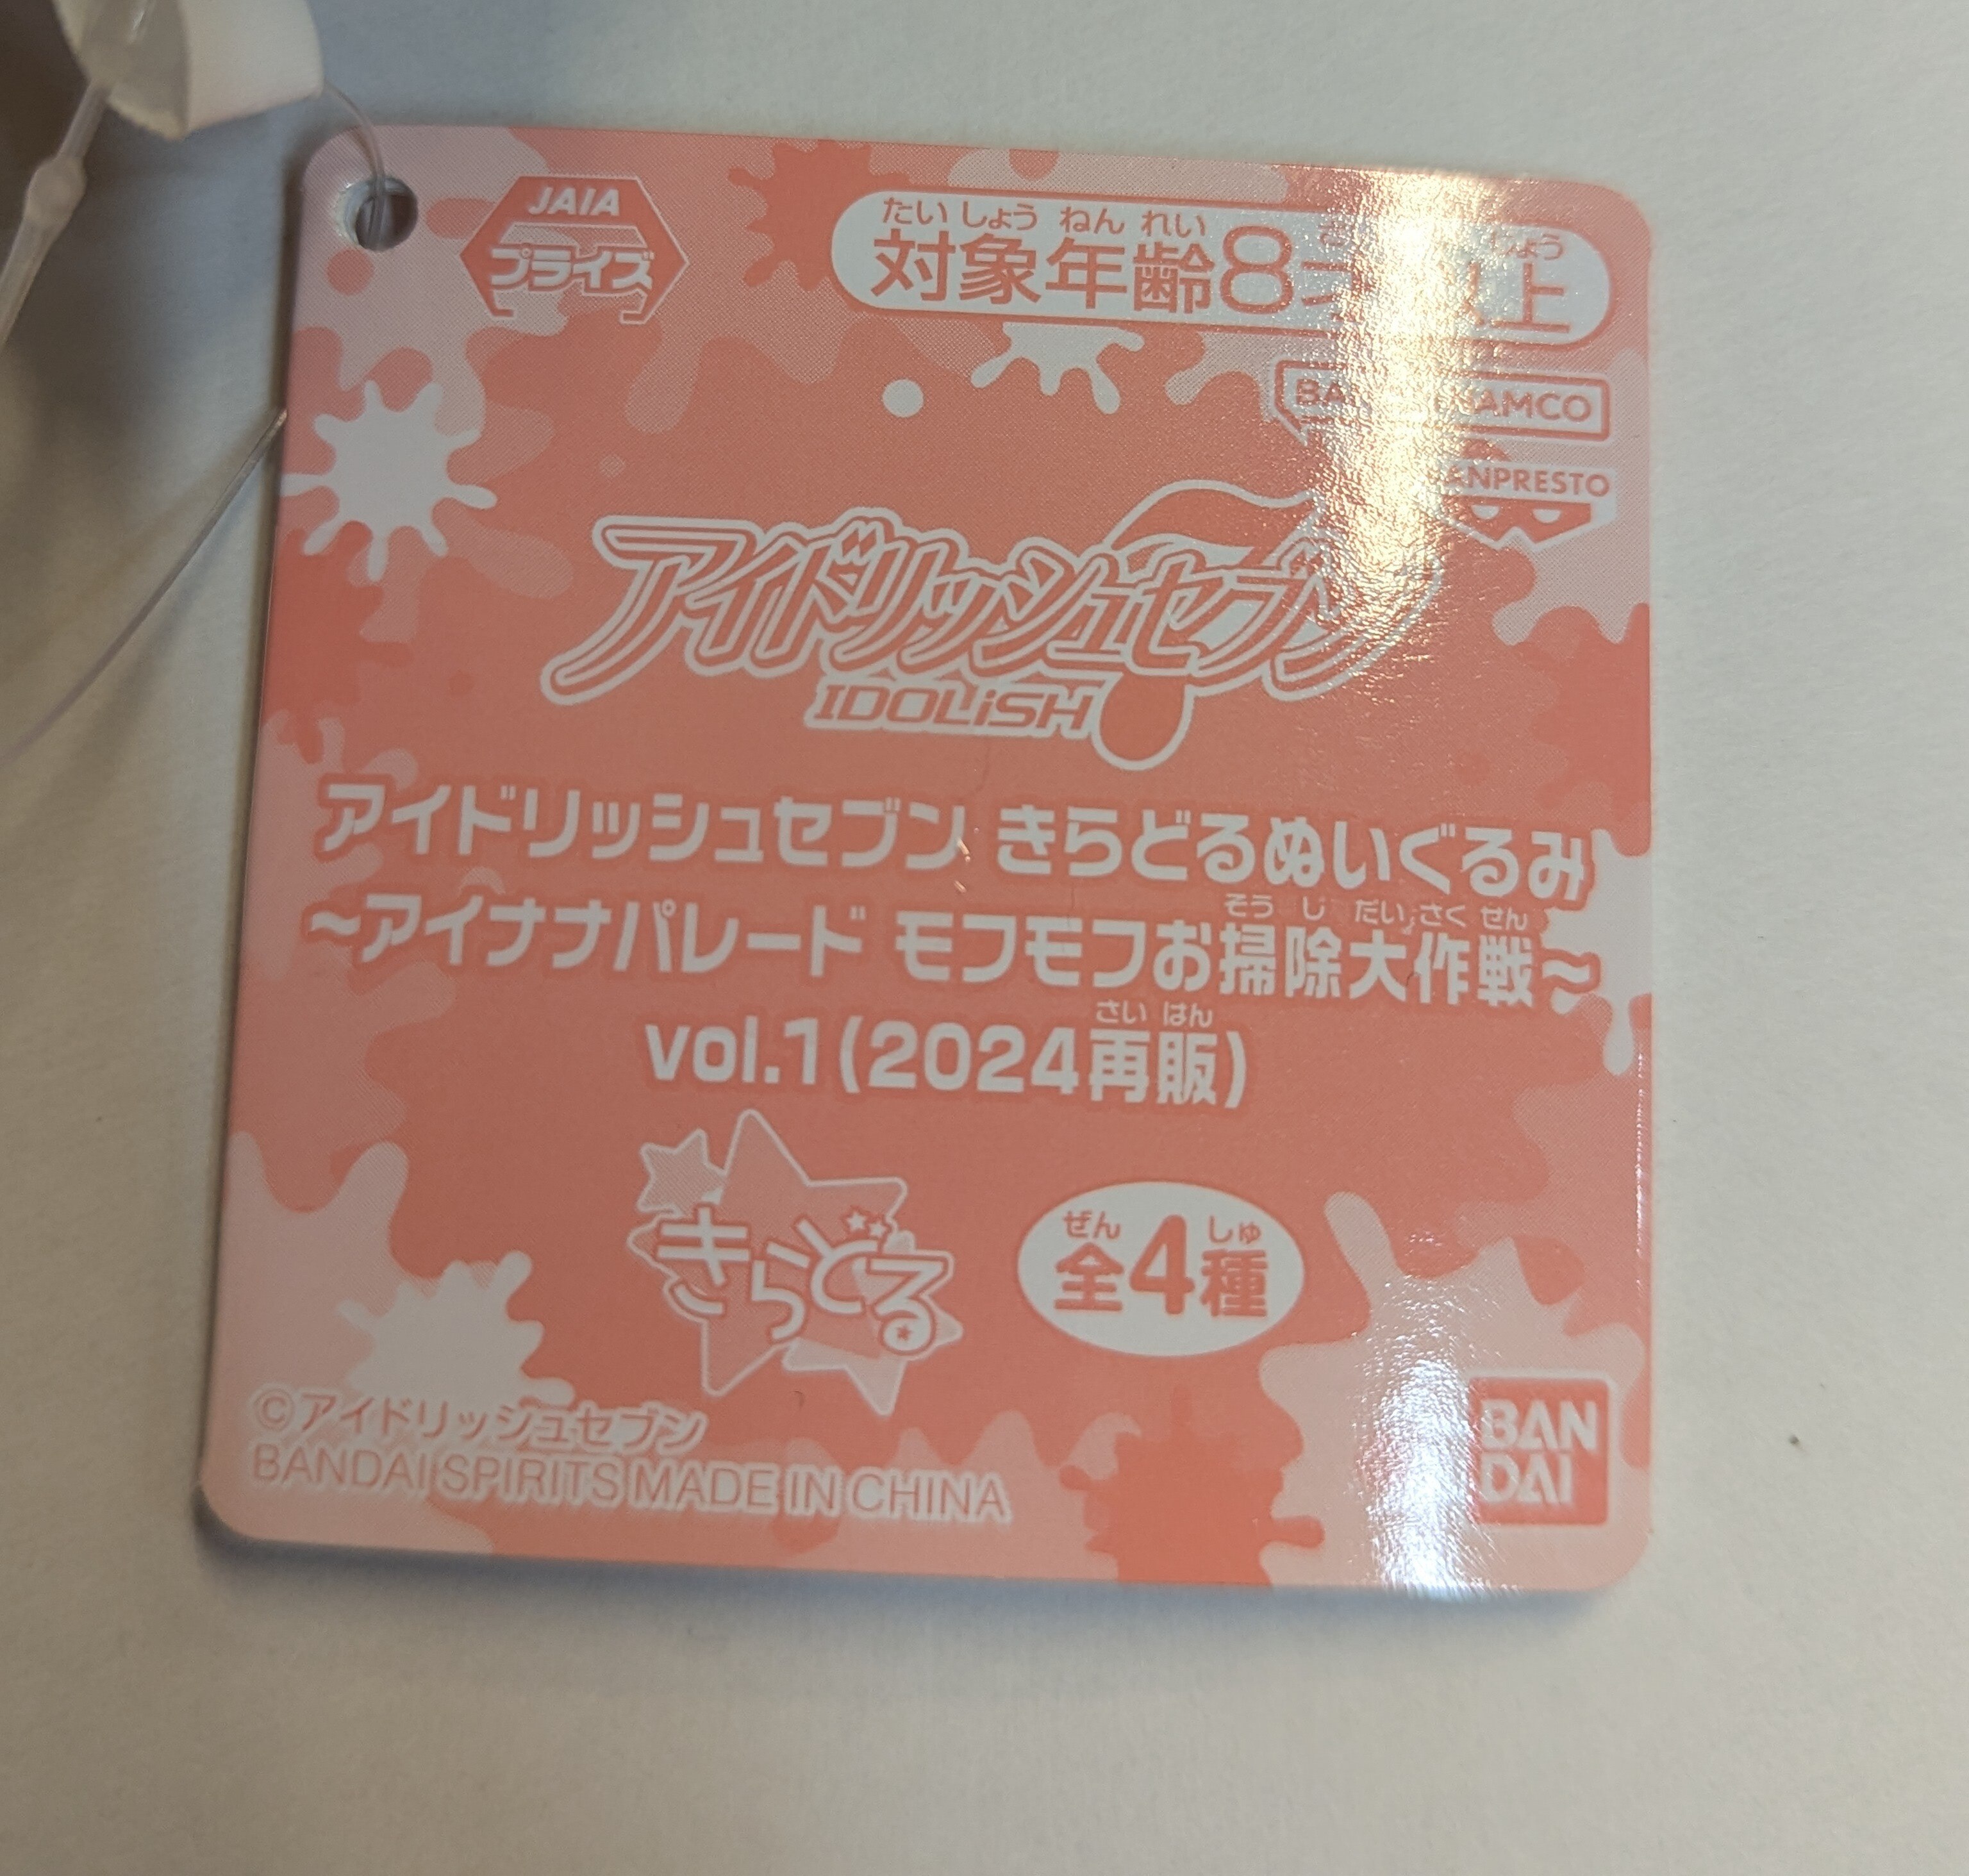 JAIA
プライズ
たいしょうねんれい
対象年齢8才以上
BANDAI NAMCO
BANPRESTO
アイドリッシュセブン
IDOLiSH
アイドリッシュセブン きらどるぬいぐるみ
そうじだいさくせん
~アイナナパレード モフモフお掃除大作戦~
さいはん
vol.1(2024再販)
きらどる
ぜん しゅ
全4種
©アイドリッシュセブン
BANDAI SPIRITS MADE IN CHINA
BAN
DAI